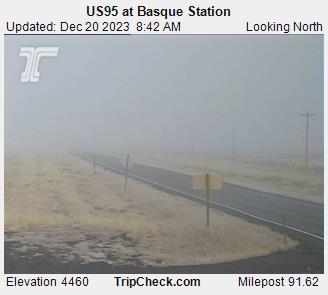 US95 at Basque Station
Updated: Dec 20 2023 8:42 AM Looking North
Elevation 4460 TripCheck.com Milepost 91.62